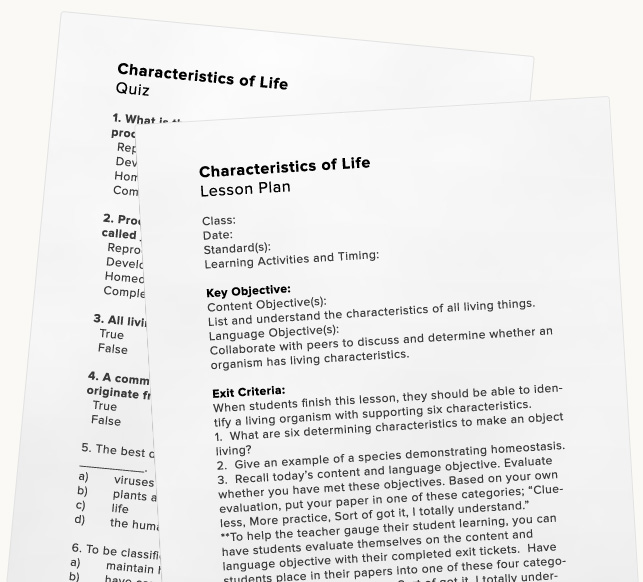 Characteristics of Life
Quiz
1. What is
Rep
Dev
Hom
Com
2.
called
Repro
Develo
Homeo
Comple
3. All livi
True
False
4. A comm
originate fr
True
False
5. The best
a) viruses
b) plants a
c) life
d) the huma
6. To be classifi
a) maintain
b)
Characteristics of Life
Lesson Plan
Class:
Date:
Standard(s):
Learning Activities and Timing:
Key Objective:
Content Objective(s):
List and understand the characteristics of all living things.
Language Objective(s):
Collaborate with peers to discuss and determine whether an
organism has living characteristics.
Exit Criteria:
When students finish this lesson, they should be able to iden-
tify a living organism with supporting six characteristics.
1. What are six determining characteristics to make an object
living?
2. Give an example of a species demonstrating homeostasis.
3. Recall today's content and language objective. Evaluate
whether you have met these objectives. Based on your own
evaluation, put your paper in one of these categories; "Clue-
less, More practice, Sort of got it, I totally understand."
**To help the teacher gauge their student learning, you can
have students evaluate themselves on the content and
language objective with their completed exit tickets. Have
students place in their papers into one of these four catego-
of got it, I totally under-